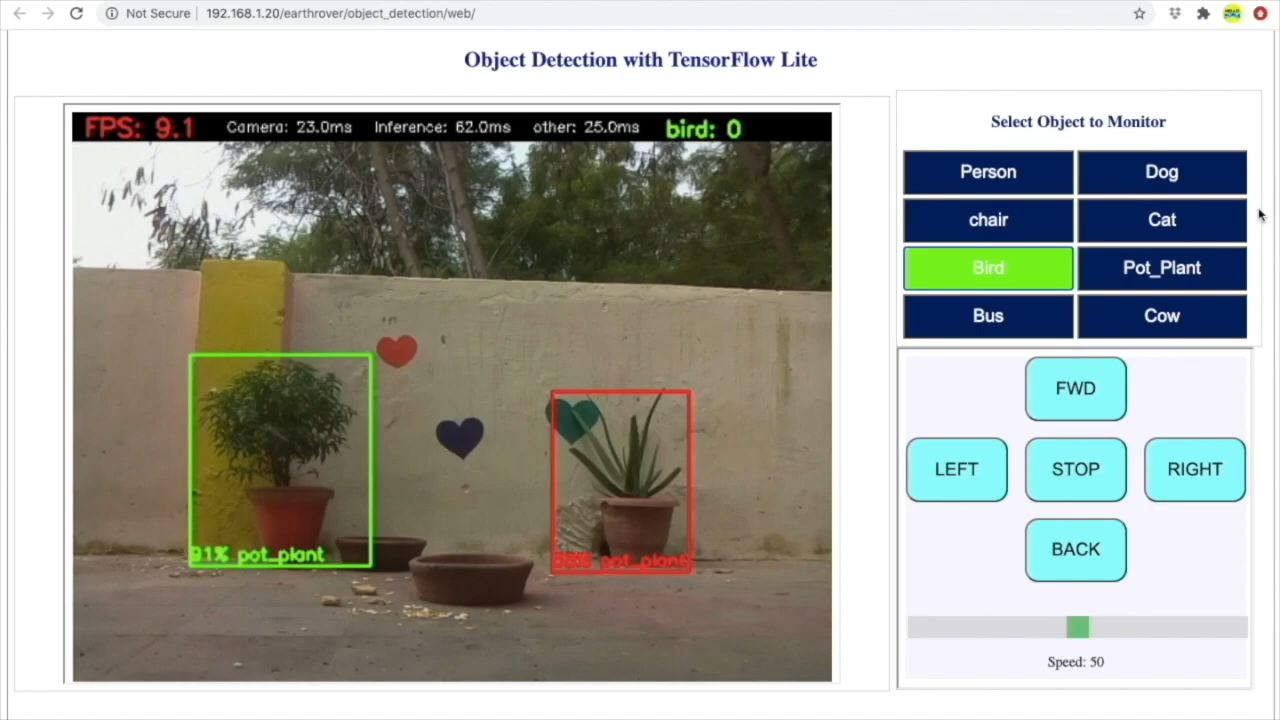 Not Secure 192.168.1.20/earthrover/object_detection/web/
Object Detection with TensorFlow Lite
FPS: 9.1 Camera: 23.0ms Inference: 62.0ms other: 25.0ms bird: 0
91% pot_plant
pot_plant
Select Object to Monitor
Person Dog
chair Cat
Bird Pot_Plant
Bus Cow
FWD
LEFT STOP RIGHT
BACK
Speed: 50